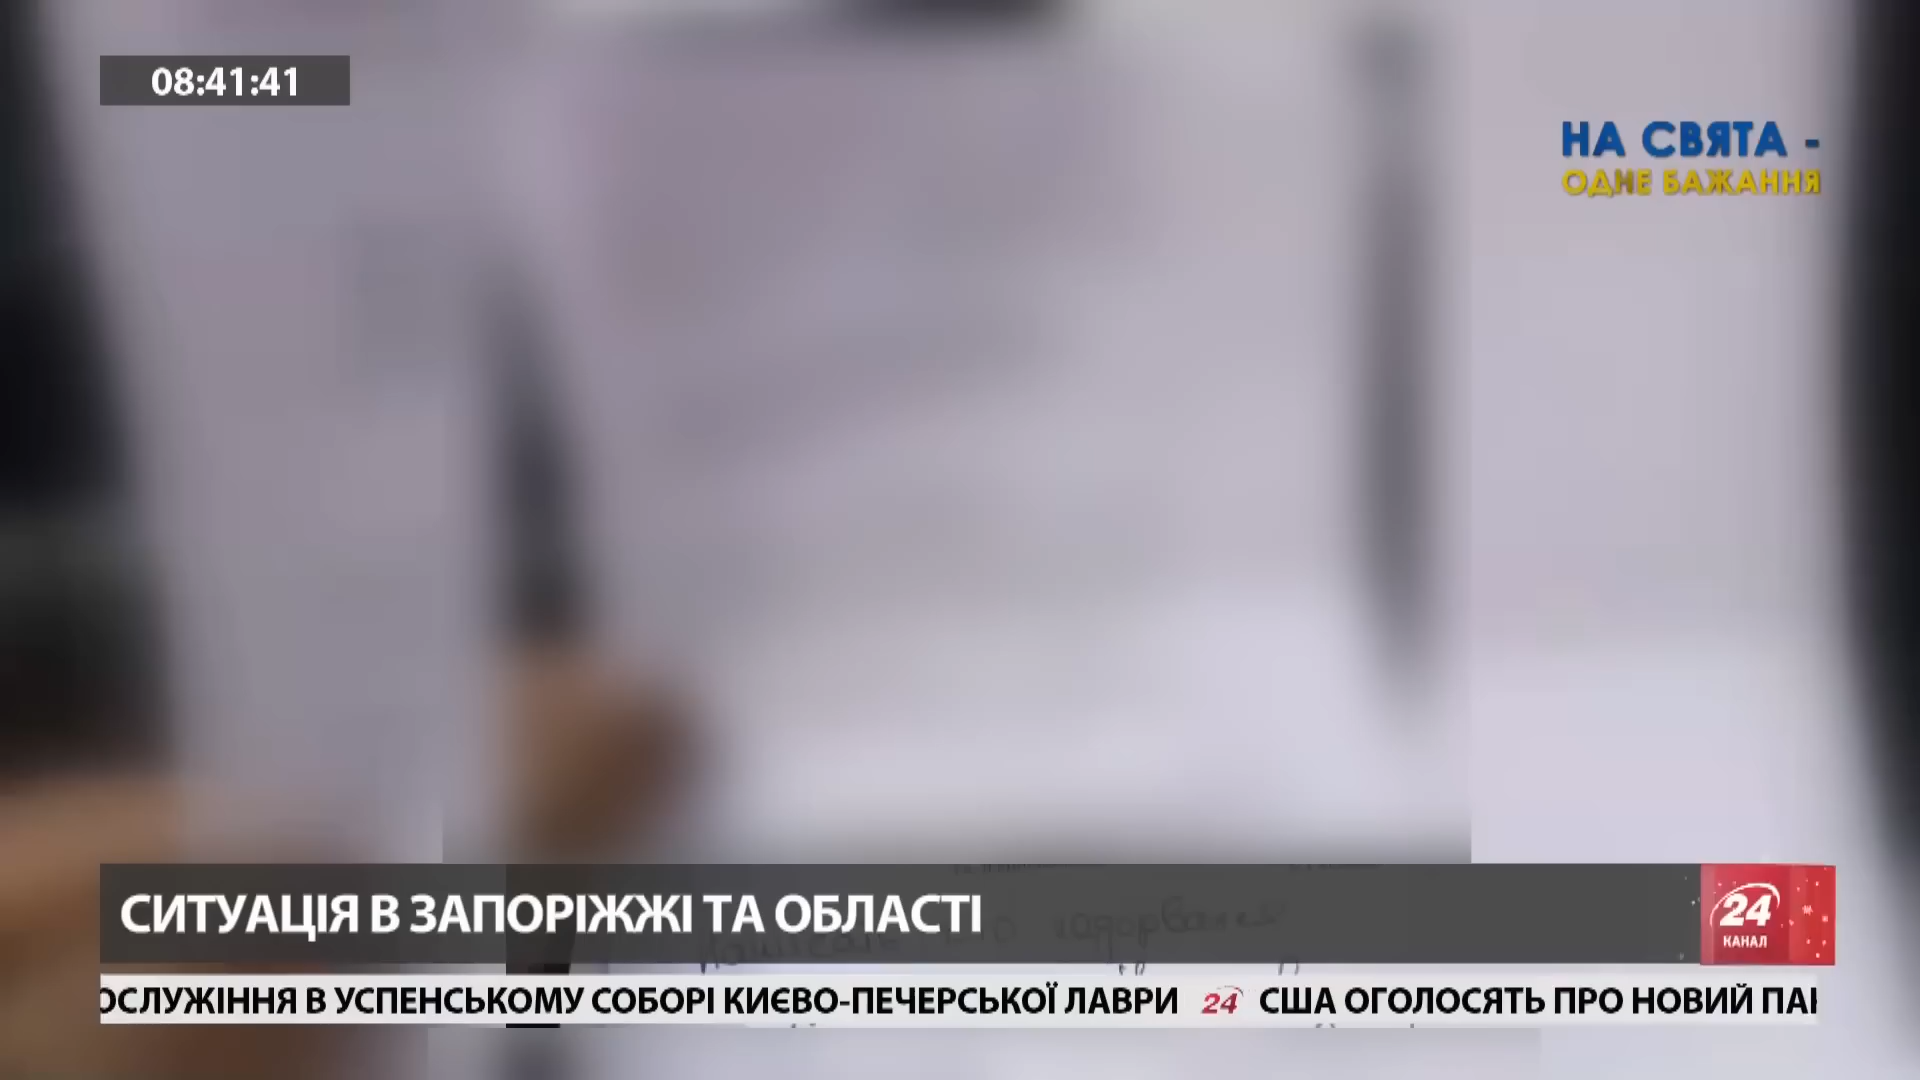 08:41:41
НА СВЯТА -
ОДНЕ БАЖАННЯ
СИТУАЦІЯ В ЗАПОРІЖЖІ ТА ОБЛАСТІ
24
КАНАЛ
ОСЛУЖІННЯ В УСПЕНСЬКОМУ СОБОРІ КИЄВО-ПЕЧЕРСЬКОЇ ЛАВРИ 24 США ОГОЛОСЯТЬ ПРО НОВИЙ ПА